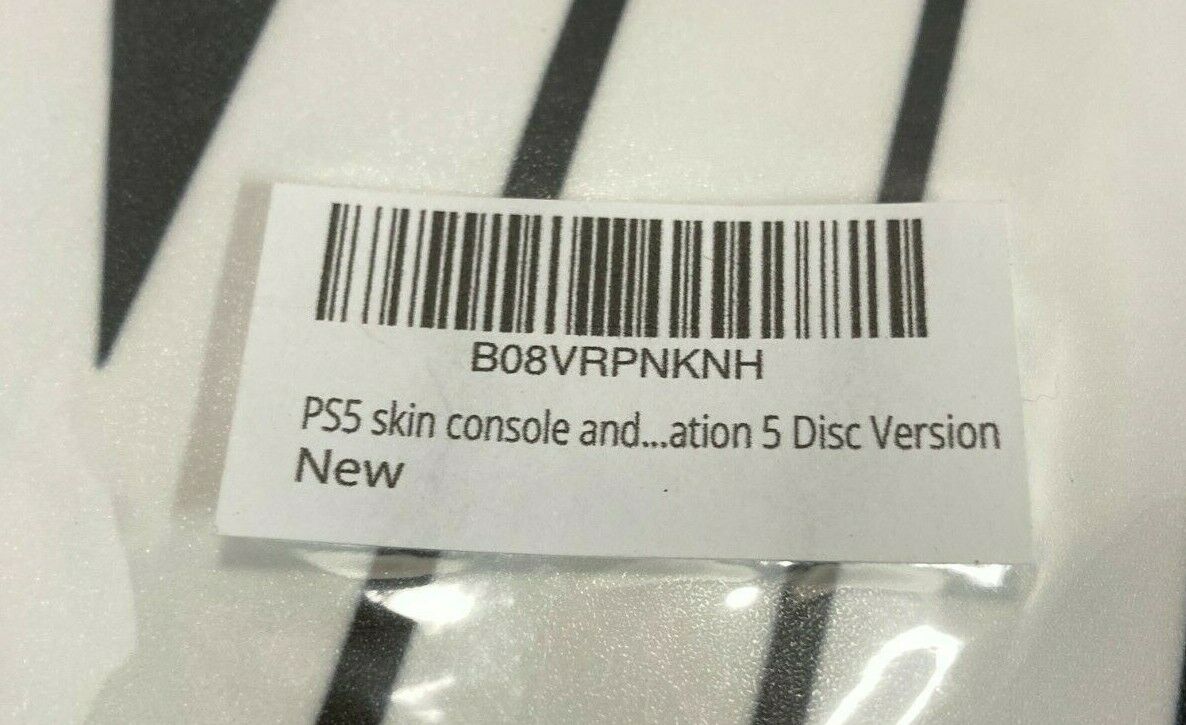 B08VRPNKNH
PS5 skin console and...ation 5 Disc Version
New